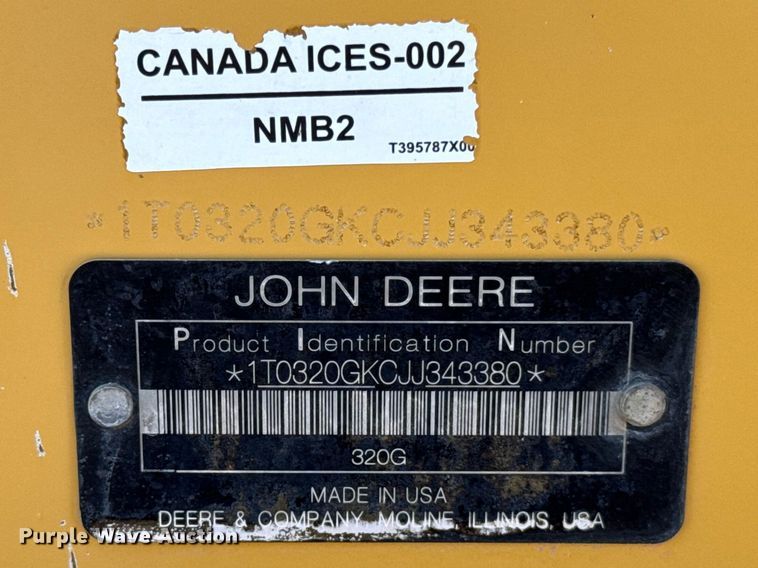 CANADA ICES-002
NMB2
T395787X00
*1T0320GKCJJ343380*
JOHN DEERE
Product Identification Number
*1T0320GKCJJ343380*
320G
MADE IN USA
DEERE & COMPANY, MOLINE, ILLINOIS, USA
Purple Wave Auction